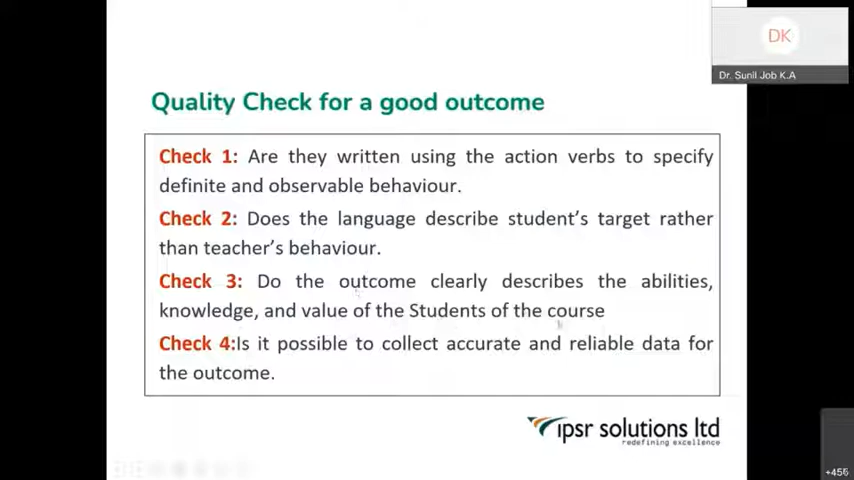 DK
Dr. Sunil Job K.A
Quality Check for a good outcome
Check 1: Are they written using the action verbs to specify
definite and observable behaviour.
Check 2: Does the language describe student's target rather
than teacher's behaviour.
Check 3: Do the outcome clearly describes the abilities,
knowledge, and value of the Students of the course
Check 4:Is it possible to collect accurate and reliable data for
the outcome.
ipsr solutions ltd
redefining excellence
+456